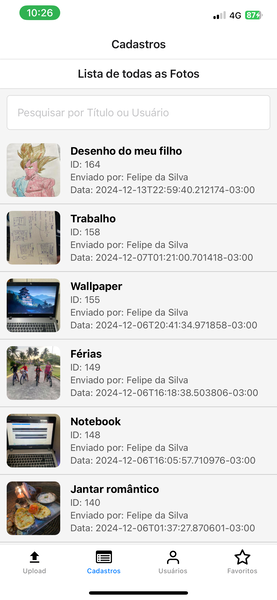 10:26
4G
87+
Cadastros
Lista de todas as Fotos
Pesquisar por Título ou Usuário
Desenho do meu filho
ID: 164
Enviado por: Felipe da Silva
Data: 2024-12-13T22:59:40.212174-03:00
Trabalho
ID: 158
Enviado por: Felipe da Silva
Data: 2024-12-07T01:21:00.701418-03:00
Wallpaper
ID: 155
Enviado por: Felipe da Silva
Data: 2024-12-06T20:41:34.971858-03:00
Férias
ID: 149
Enviado por: Felipe da Silva
Data: 2024-12-06T16:18:38.503806-03:00
Notebook
ID: 148
Enviado por: Felipe da Silva
Data: 2024-12-06T16:05:57.710976-03:00
Jantar romântico
ID: 140
Enviado por: Felipe da Silva
Data: 2024-12-06T01:37:27.870601-03:00
Upload
Cadastros
Usuários
Favoritos